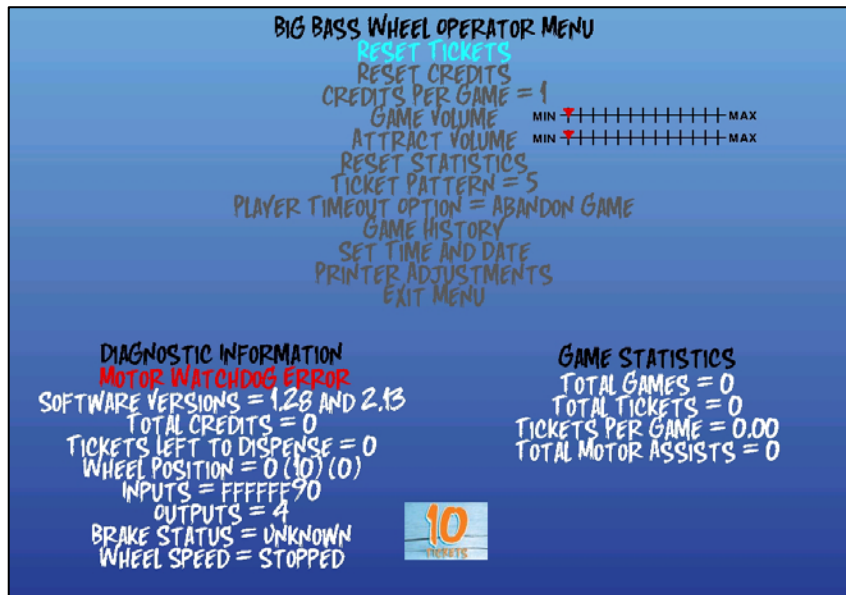 BIG BASS WHEEL OPERATOR MENU
RESET TICKETS
RESET CREDITS
CREDITS PER GAME = 1
GAME VOLUME MIN MAX
ATTRACT VOLUME MIN MAX
RESET STATISTICS
TICKET PATTERN = 5
PLAYER TIMEOUT OPTION = ABANDON GAME
GAME HISTORY
SET TIME AND DATE
PRINTER ADJUSTMENTS
EXIT MENU
DIAGNOSTIC INFORMATION
MOTOR WATCHDOG ERROR
SOFTWARE VERSIONS = 1.28 AND 2.13
TOTAL CREDITS = 0
TICKETS LEFT TO DISPENSE = 0
WHEEL POSITION = 0 (10) (0)
INPUTS = FFFFFF90
OUTPUTS = 4
BRAKE STATUS = UNKNOWN
WHEEL SPEED = STOPPED
10
TICKETS
GAME STATISTICS
TOTAL GAMES = 0
TOTAL TICKETS = 0
TICKETS PER GAME = 0.00
TOTAL MOTOR ASSISTS = 0